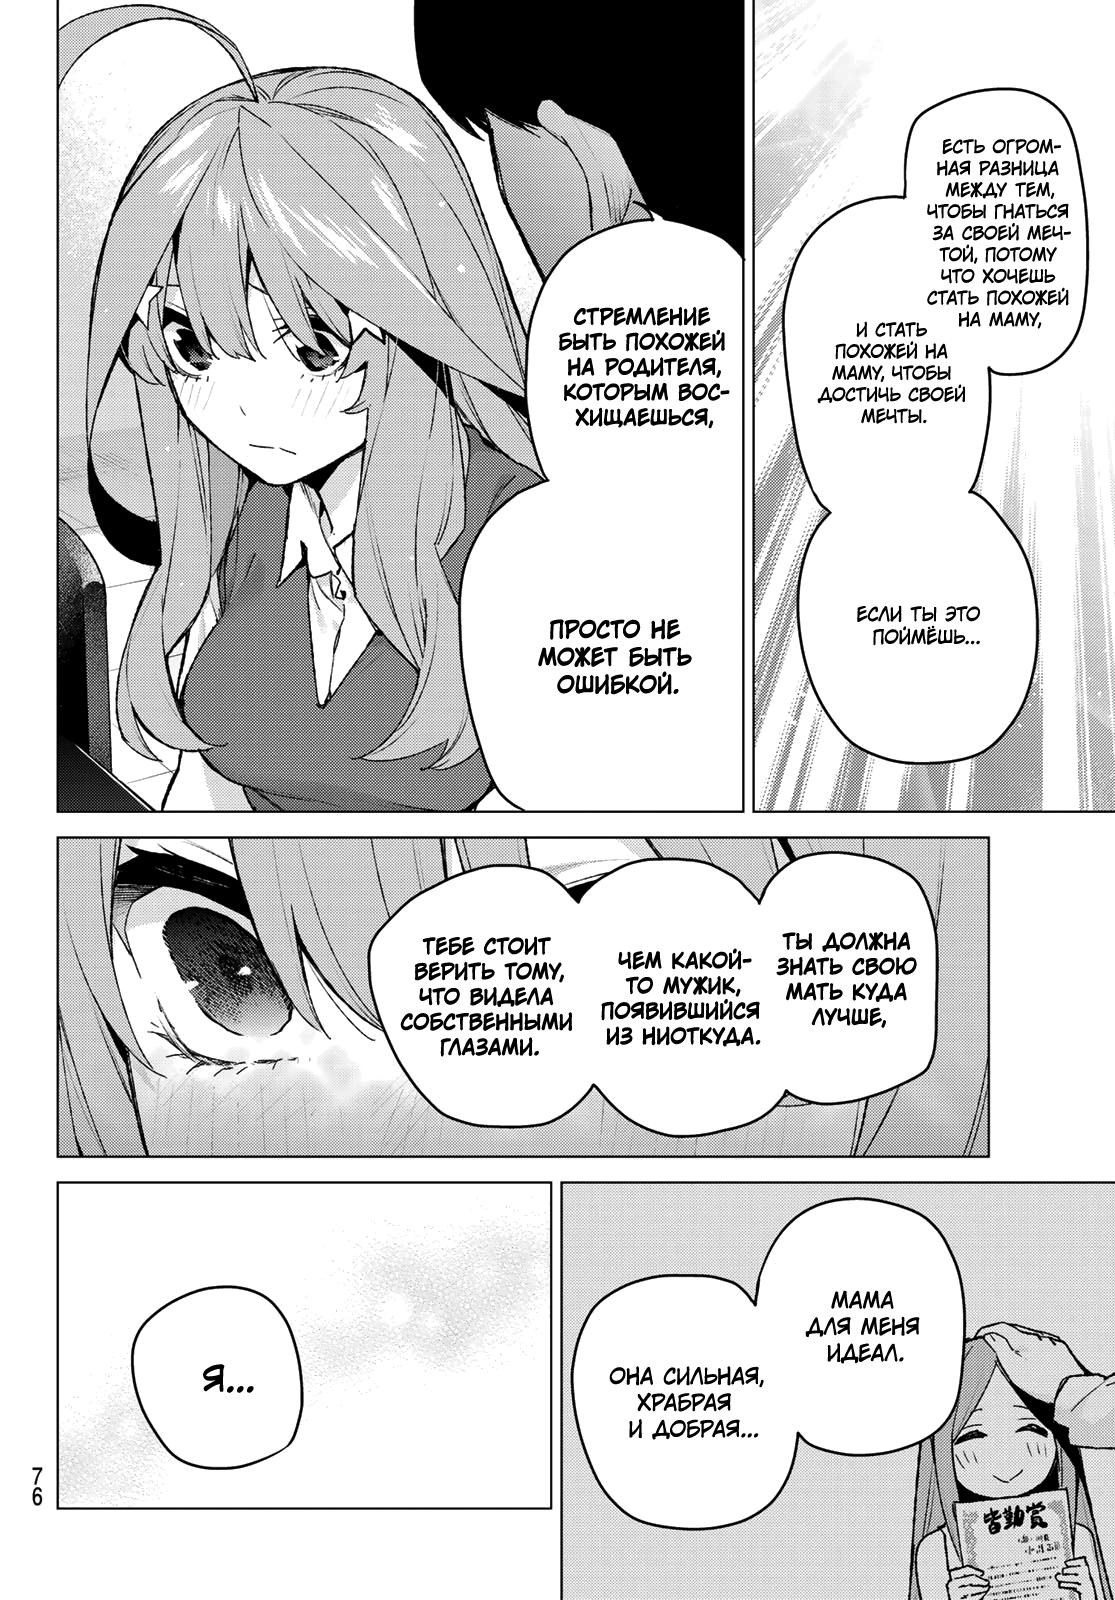 ЕСТЬ ОГРОМ-
НАЯ РАЗНИЦА
МЕЖДУ ТЕМ,
ЧТОБЫ ГНАТЬСЯ
ЗА СВОЕЙ МЕЧ-
ТОЙ, ПОТОМУ
ЧТО ХОЧЕШЬ
СТАТЬ ПОХОЖЕЙ
НА МАМУ,
И СТАТЬ
ПОХОЖЕЙ НА
МАМУ, ЧТОБЫ
ДОСТИЧЬ СВОЕЙ
МЕЧТЫ.
ЕСЛИ ТЫ ЭТО
ПОЙМЁШЬ...
СТРЕМЛЕНИЕ
БЫТЬ ПОХОЖЕЙ
НА РОДИТЕЛЯ,
КОТОРЫМ ВОС-
ХИЩАЕШЬСЯ,
ПРОСТО НЕ
МОЖЕТ БЫТЬ
ОШИБКОЙ.
ТЫ ДОЛЖНА
ЗНАТЬ СВОЮ
МАТЬ КУДА
ЛУЧШЕ,
ЧЕМ КАКОЙ-
ТО МУЖИК,
ПОЯВИВШИЙСЯ
ИЗ НИОТКУДА.
ТЕБЕ СТОИТ
ВЕРИТЬ ТОМУ,
ЧТО ВИДЕЛА
СОБСТВЕННЫМИ
ГЛАЗАМИ.
МАМА
ДЛЯ МЕНЯ
ИДЕАЛ.
ОНА СИЛЬНАЯ,
ХРАБРАЯ
И ДОБРАЯ...
皆勤賞
Я...
76